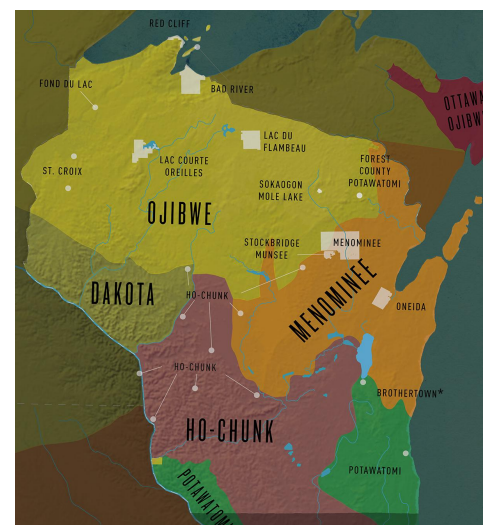 RED CLIFF
FOND DU LAC
BAD RIVER
OTTAWA
OJIBW
LAC DU
FLAMBEAU
LAC COURTE
OREILLES
FOREST
COUNTY
POTAWATOMI
ST. CROIX
SOKAOGON
MOLE LAKE
OJIBWE
STOCKBRIDGE
MUNSEE
MENOMINEE
DAKOTA
HO-CHUNK
MENOMINEE
ONEIDA
HO-CHUNK
BROTHERTOWN*
HO-CHUNK
POTAWATOMI
POTAWATOMI